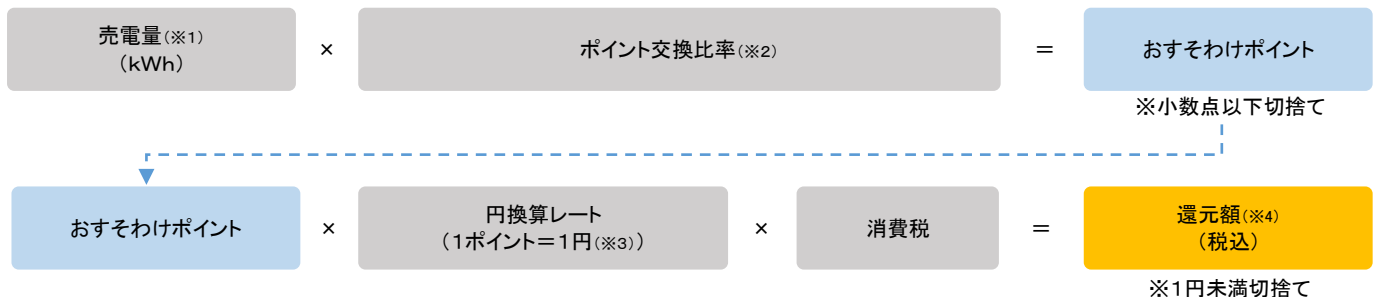 売電量(※1)
(kWh)
×
ポイント交換比率(※2)
＝
おすそわけポイント
※小数点以下切捨て
おすそわけポイント
×
円換算レート
(1ポイント＝1円(※3))
×
消費税
＝
還元額(※4)
(税込)
※1円未満切捨て